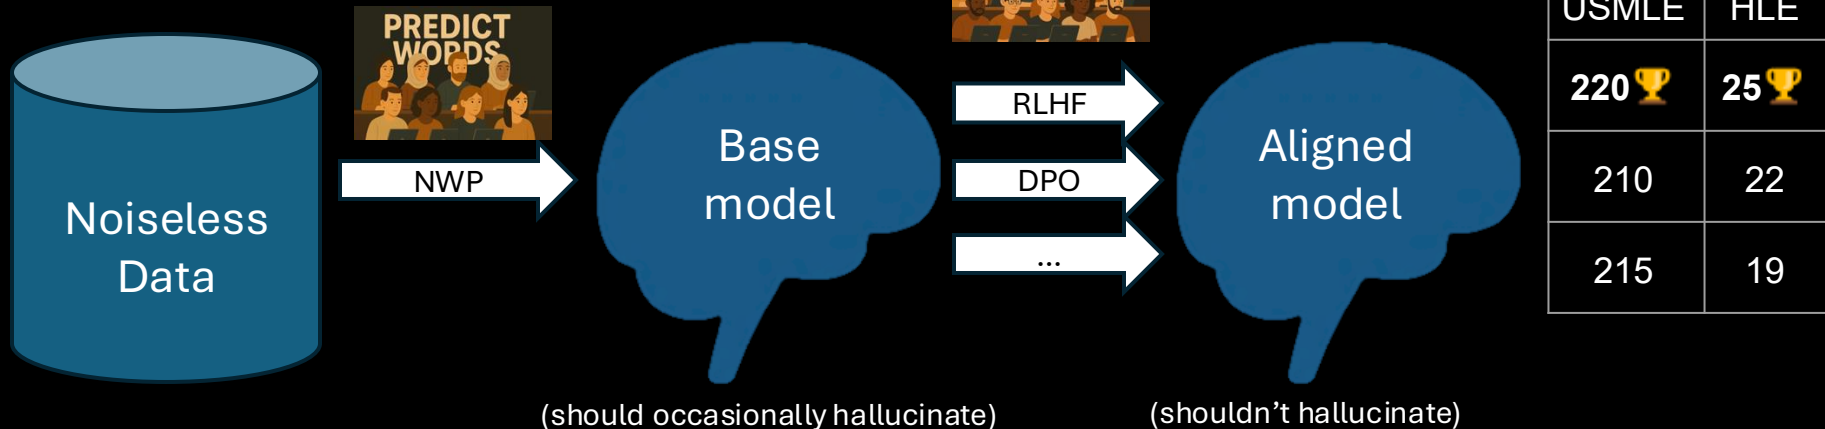 PREDICT
WORDS
Noiseless
Data
NWP
Base
model
(should occasionally hallucinate)
RLHF
DPO
...
Aligned
model
(shouldn't hallucinate)
USMLE HLE
220🏆 25🏆
210 22
215 19